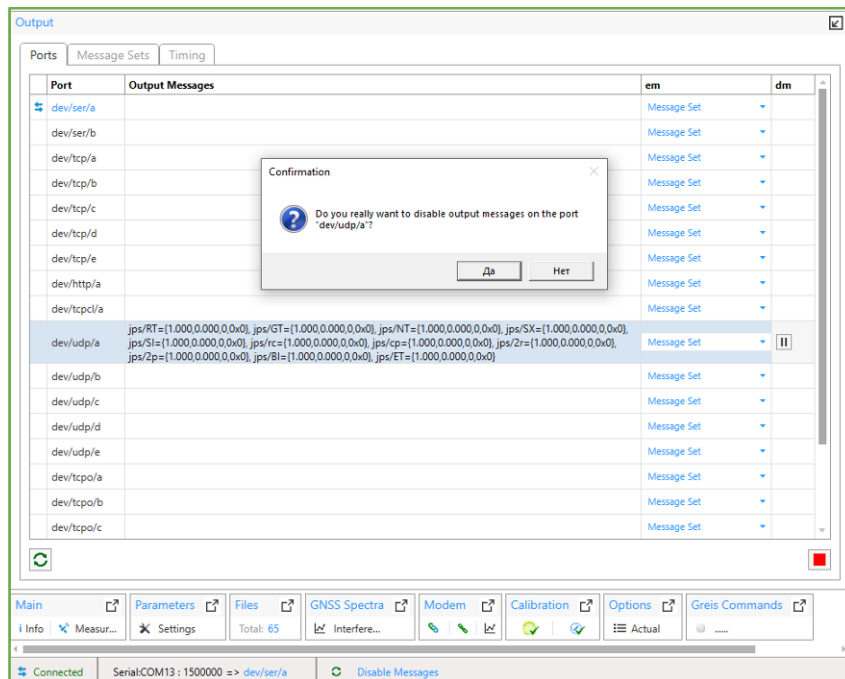 Output
Ports Message Sets Timing
Port Output Messages em dm
dev/ser/a Message Set
dev/ser/b Message Set
dev/tcp/a Message Set
dev/tcp/b Message Set
dev/tcp/c Message Set
dev/tcp/d Message Set
dev/tcp/e Message Set
dev/http/a Message Set
dev/tcpcl/a Message Set
Confirmation
Do you really want to disable output messages on the port
"dev/udp/a"?
Да Нет
jps/RT={1.000,0.000,0,0x0}, jps/GT={1.000,0.000,0,0x0}, jps/NT={1.000,0.000,0,0x0}, jps/SX={1.000,0.000,0,0x0},
dev/udp/a jps/SI={1.000,0.000,0,0x0}, jps/rc={1.000,0.000,0,0x0}, jps/cp={1.000,0.000,0,0x0}, jps/2r={1.000,0.000,0,0x0}, Message Set
jps/2p={1.000,0.000,0,0x0}, jps/BI={1.000,0.000,0,0x0}, jps/ET={1.000,0.000,0,0x0}
dev/udp/b Message Set
dev/udp/c Message Set
dev/udp/d Message Set
dev/udp/e Message Set
dev/tcpo/a Message Set
dev/tcpo/b Message Set
dev/tcpo/c Message Set
Main Parameters Files GNSS Spectra Modem Calibration Options Greis Commands
i Info Measur... Settings Total: 65 Interfere... Actual .....
Connected Serial:COM13 : 1500000 => dev/ser/a Disable Messages